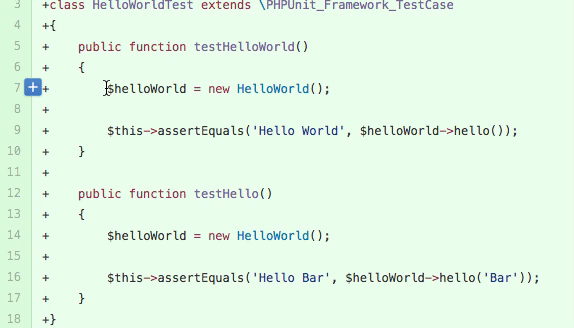 3 +class HelloWorldTest extends \PHPUnit_Framework_TestCase
4 +{
5 +    public function testHelloWorld()
6 +    {
7 + +        $helloWorld = new HelloWorld();
8 +
9 +        $this->assertEquals('Hello World', $helloWorld->hello());
10 +    }
11 +
12 +    public function testHello()
13 +    {
14 +        $helloWorld = new HelloWorld();
15 +
16 +        $this->assertEquals('Hello Bar', $helloWorld->hello('Bar'));
17 +    }
18 +}